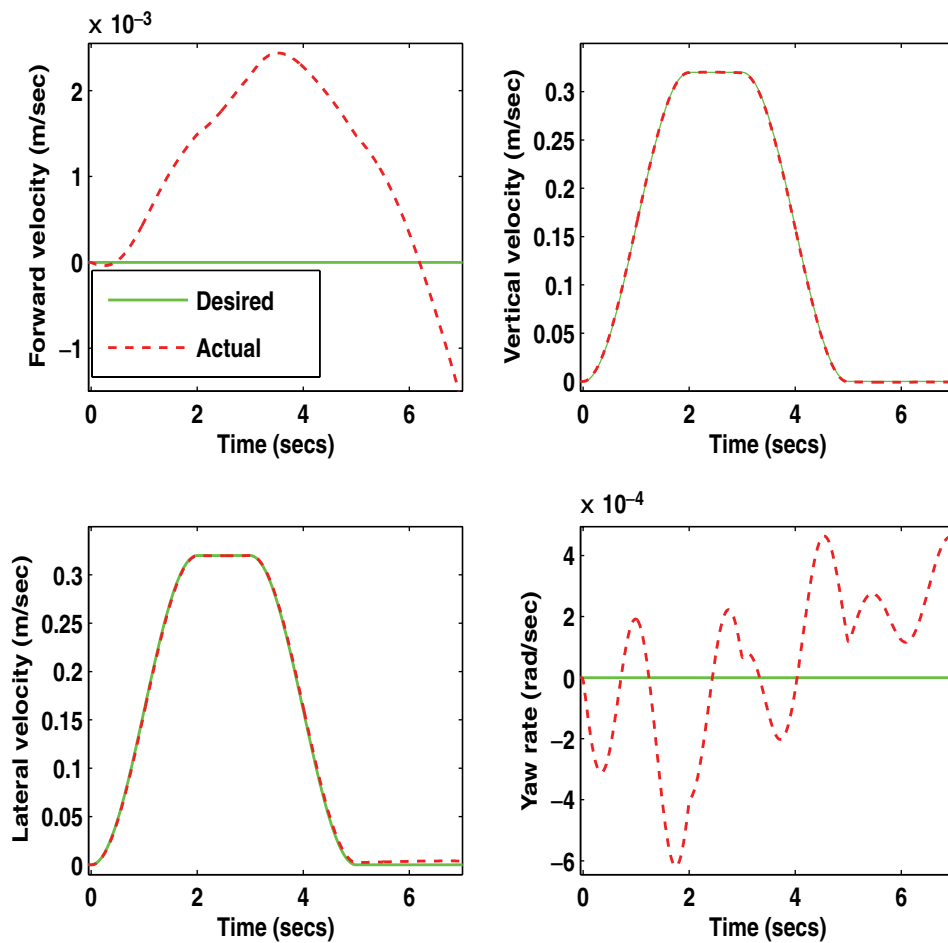 x 10⁻³
Forward velocity (m/sec)
2
1
0
−1
Desired
Actual
0 2 4 6
Time (secs)
Vertical velocity (m/sec)
0.3
0.25
0.2
0.15
0.1
0.05
0
0 2 4 6
Time (secs)
Lateral velocity (m/sec)
0.3
0.25
0.2
0.15
0.1
0.05
0
0 2 4 6
Time (secs)
x 10⁻⁴
Yaw rate (rad/sec)
4
2
0
−2
−4
−6
0 2 4 6
Time (secs)